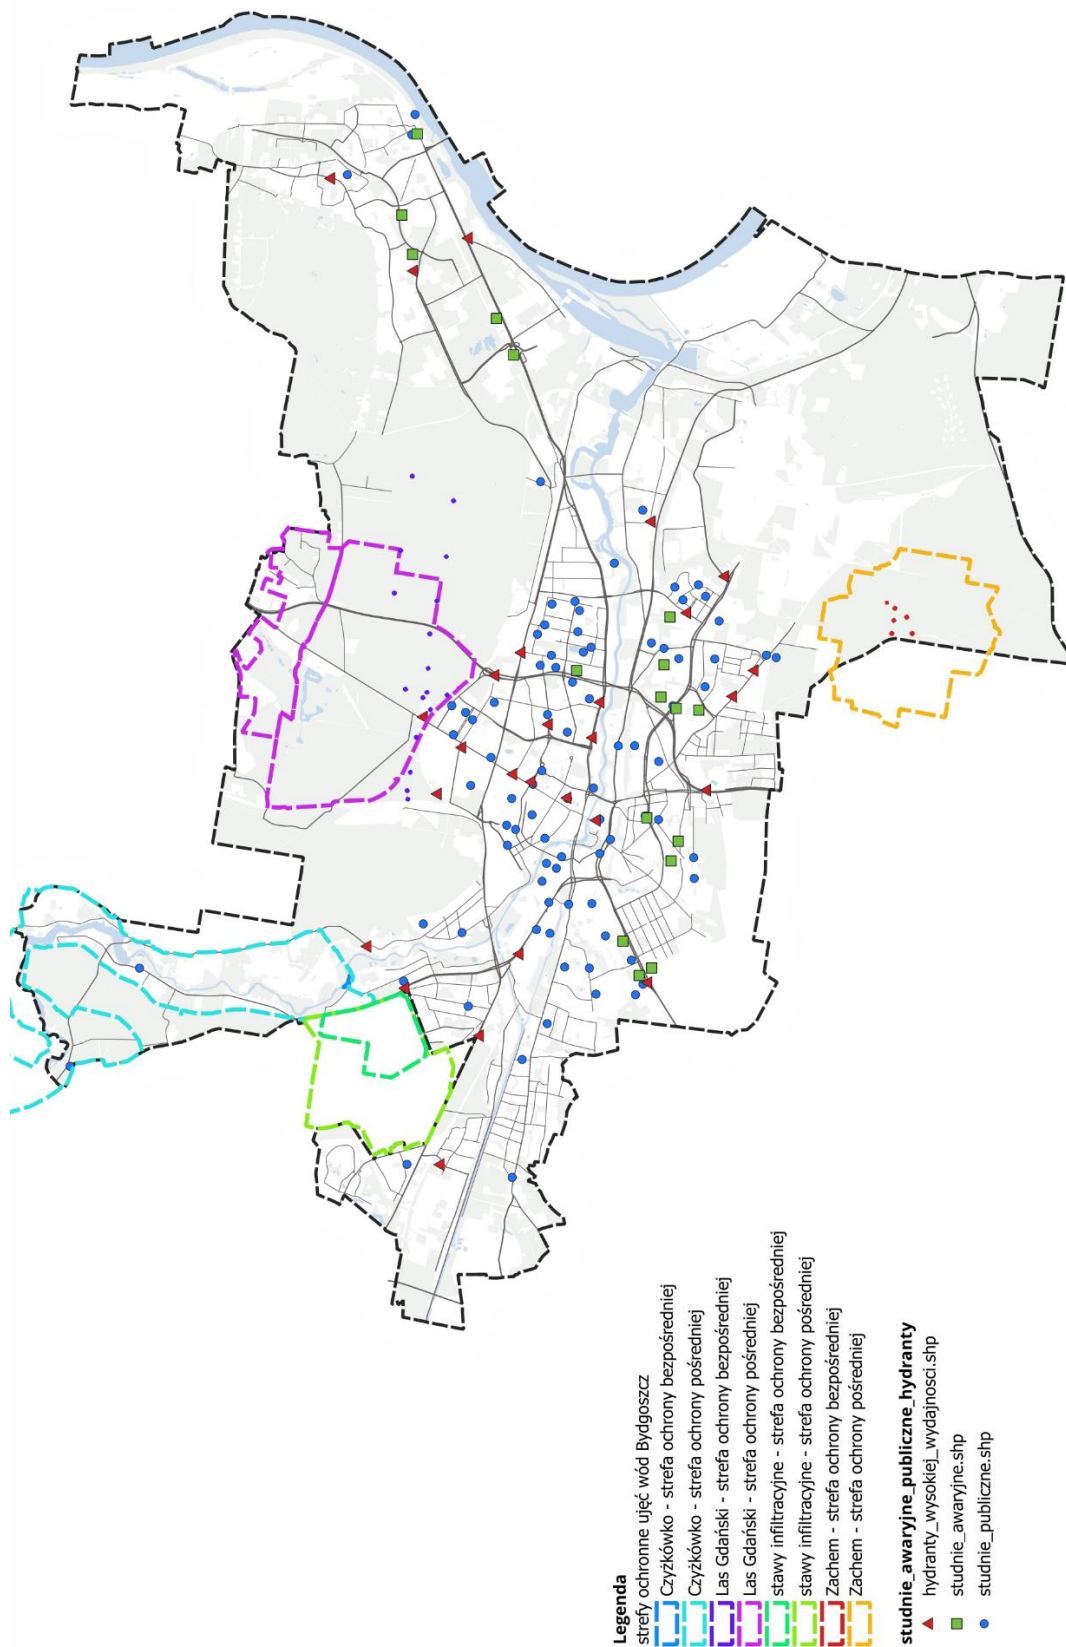 Legenda
strefy ochronne ujęć wód Bydgoszcz
Czyżkówko - strefa ochrony bezpośredniej
Czyżkówko - strefa ochrony pośredniej
Las Gdański - strefa ochrony bezpośredniej
Las Gdański - strefa ochrony pośredniej
stawy infiltracyjne - strefa ochrony bezpośredniej
stawy infiltracyjne - strefa ochrony pośredniej
Zachem - strefa ochrony bezpośredniej
Zachem - strefa ochrony pośredniej
studnie_awaryjne_publiczne_hydranty
hydranty_wysokiej_wydajnosci.shp
studnie_awaryjne.shp
studnie_publiczne.shp